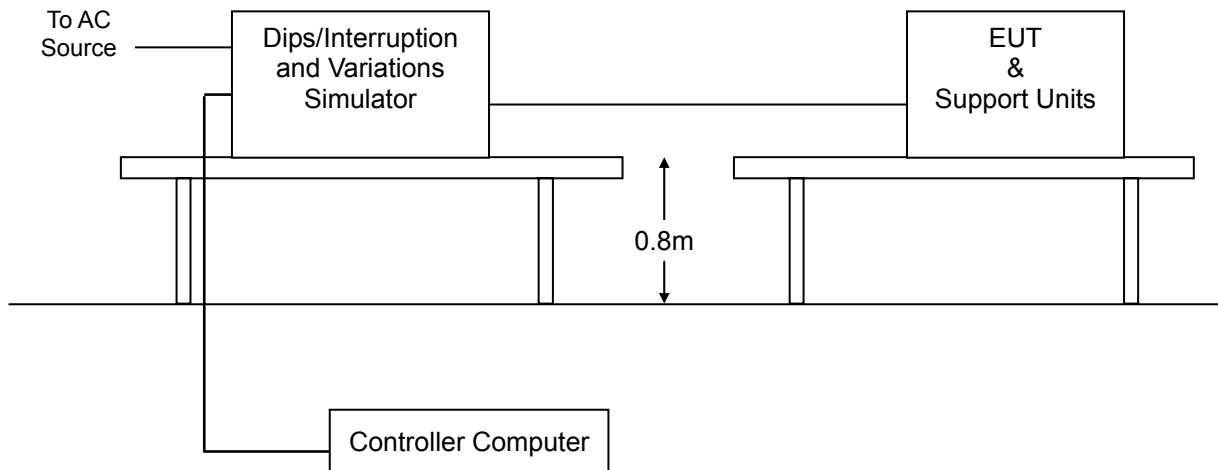 To AC
Source
Dips/Interruption
and Variations
Simulator
EUT
&
Support Units
0.8m
Controller Computer